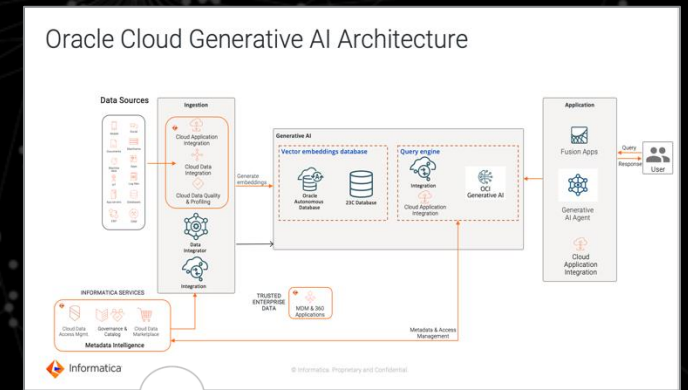 Oracle Cloud Generative AI Architecture
Data Sources
Ingestion
Cloud Application
Integration
Cloud Data
Integration
Cloud Data Quality
& Profiling
Data
Integrator
Integration
Generate
embeddings
Generative AI
Vector embeddings database
Oracle
Autonomous
Database
23C Database
Query engine
Integration
Cloud Application
Integration
OCI
Generative AI
Application
Fusion Apps
Generative
AI Agent
Cloud
Application
Integration
Query
Response
User
INFORMATICA SERVICES
Cloud Data
Access Mgmt.
Governance &
Catalog
Cloud Data
Marketplace
Metadata Intelligence
TRUSTED
ENTERPRISE
DATA
MDM & 360
Applications
Metadata & Access
Management
Informatica
© Informatica. Proprietary and Confidential.